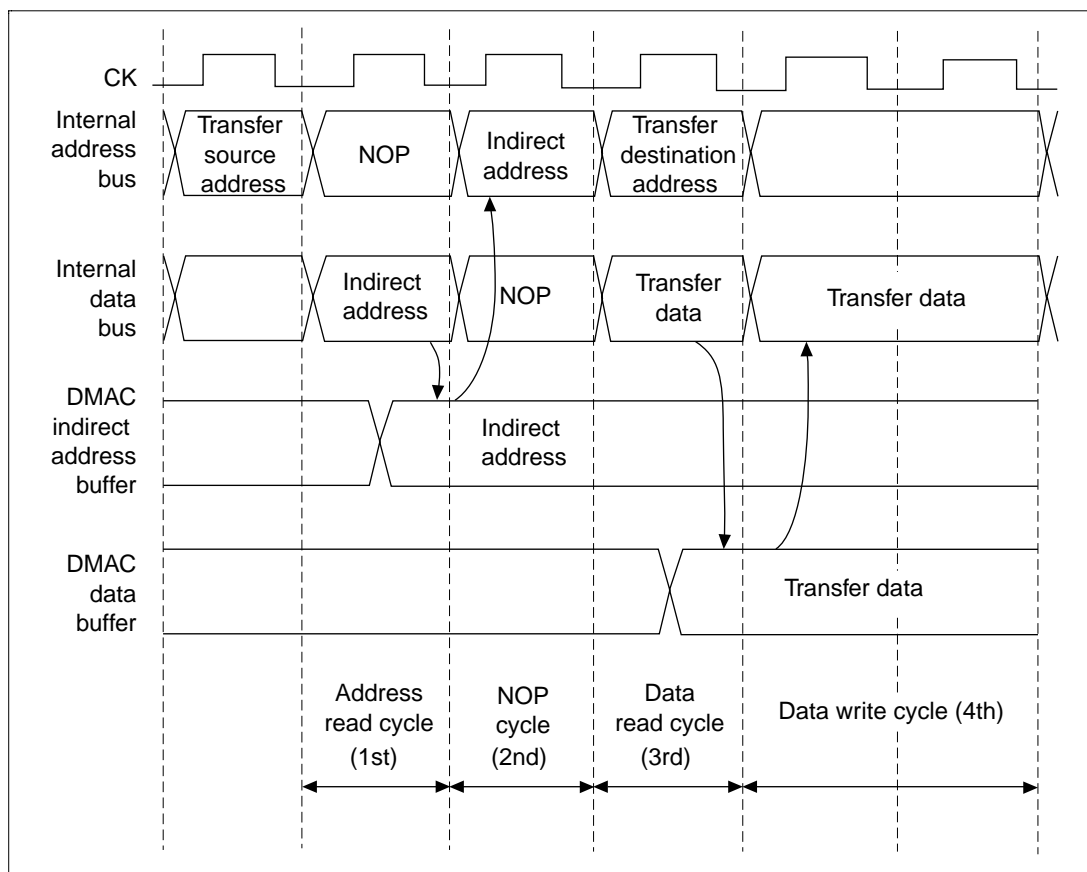 CK
Internal
address
bus
Transfer
source
address
NOP
Indirect
address
Transfer
destination
address
Internal
data
bus
Indirect
address
NOP
Transfer
data
Transfer data
DMAC
indirect
address
buffer
Indirect
address
DMAC
data
buffer
Transfer data
Address
read cycle
(1st)
NOP
cycle
(2nd)
Data
read cycle
(3rd)
Data write cycle (4th)